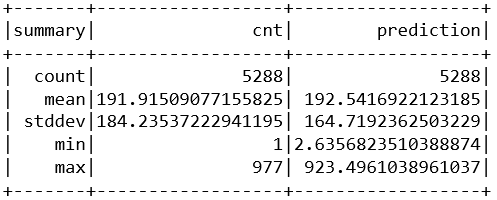 +-------+------------------+------------------+
|summary|               cnt|        prediction|
+-------+------------------+------------------+
|  count|              5288|              5288|
|   mean|191.91509077155825| 192.5416922123185|
| stddev|184.23537222941195| 164.7192362503229|
|    min|                 1|2.6356823510388874|
|    max|               977| 923.4961038961037|
+-------+------------------+------------------+